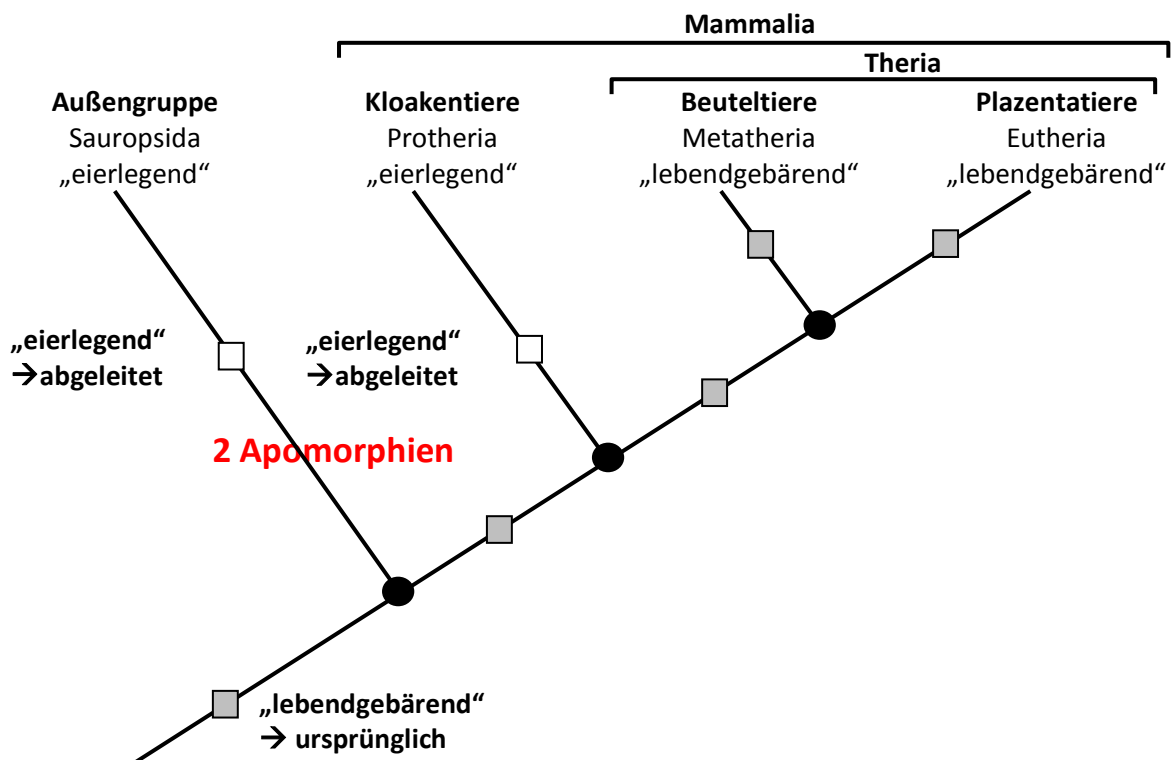 Mammalia
Theria
Außengruppe
Sauropsida
„eierlegend“
Kloakentiere
Protheria
„eierlegend“
Beuteltiere
Metatheria
„lebendgebärend“
Plazentatiere
Eutheria
„lebendgebärend“
„eierlegend“
→abgeleitet
„eierlegend“
→abgeleitet
2 Apomorphien
„lebendgebärend“
→ ursprünglich